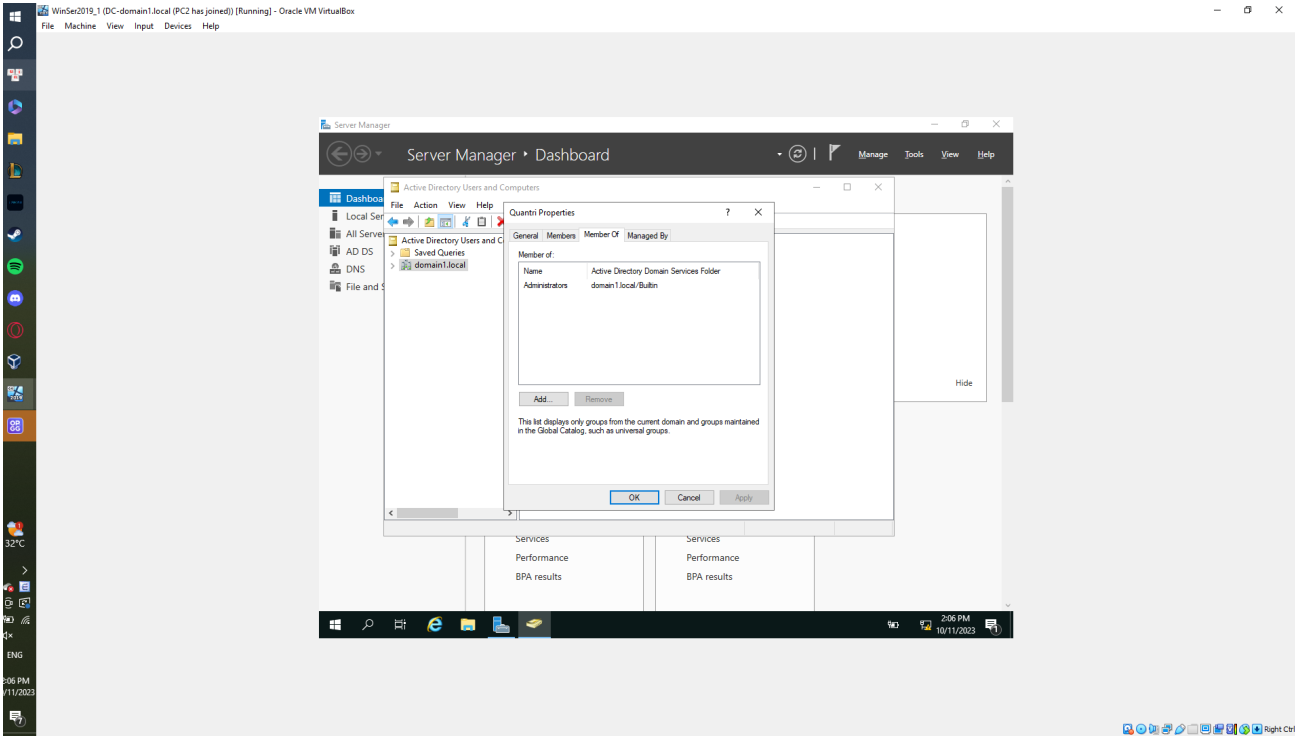 WinSer2019_1 (DC-domain1.local (PC2 has joined)) [Running] - Oracle VM VirtualBox
File Machine View Input Devices Help
Server Manager
Server Manager • Dashboard
Manage Tools View Help
Active Directory Users and Computers
File Action View Help
Dashboa
Local Ser
All Server
AD DS
DNS
File and S
Active Directory Users and C
Saved Queries
domain1.local
Quantri Properties
? 
General Members Member Of Managed By
Member of:
Name Active Directory Domain Services Folder
Administrators domain1.local/Builtin
Add... Remove
This list displays only groups from the current domain and groups maintained
in the Global Catalog, such as universal groups.
OK Cancel Apply
Hide
Services Services
Performance Performance
BPA results BPA results
2:06 PM
10/11/2023
32°C
ENG
2:06 PM
/11/2023
Right Ctrl